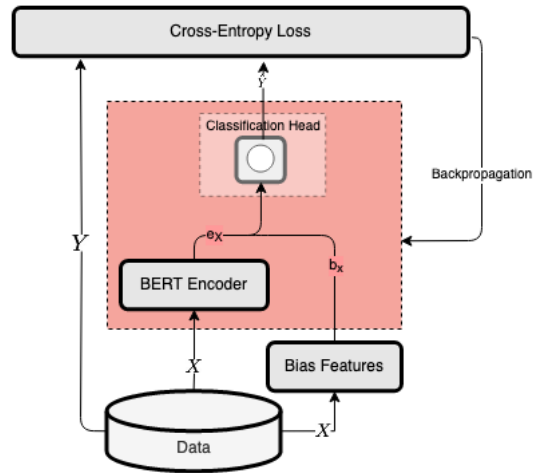 Cross-Entropy Loss
Ŷ
Classification Head
Backpropagation
Y
eX
bx
BERT Encoder
X
Bias Features
X
Data